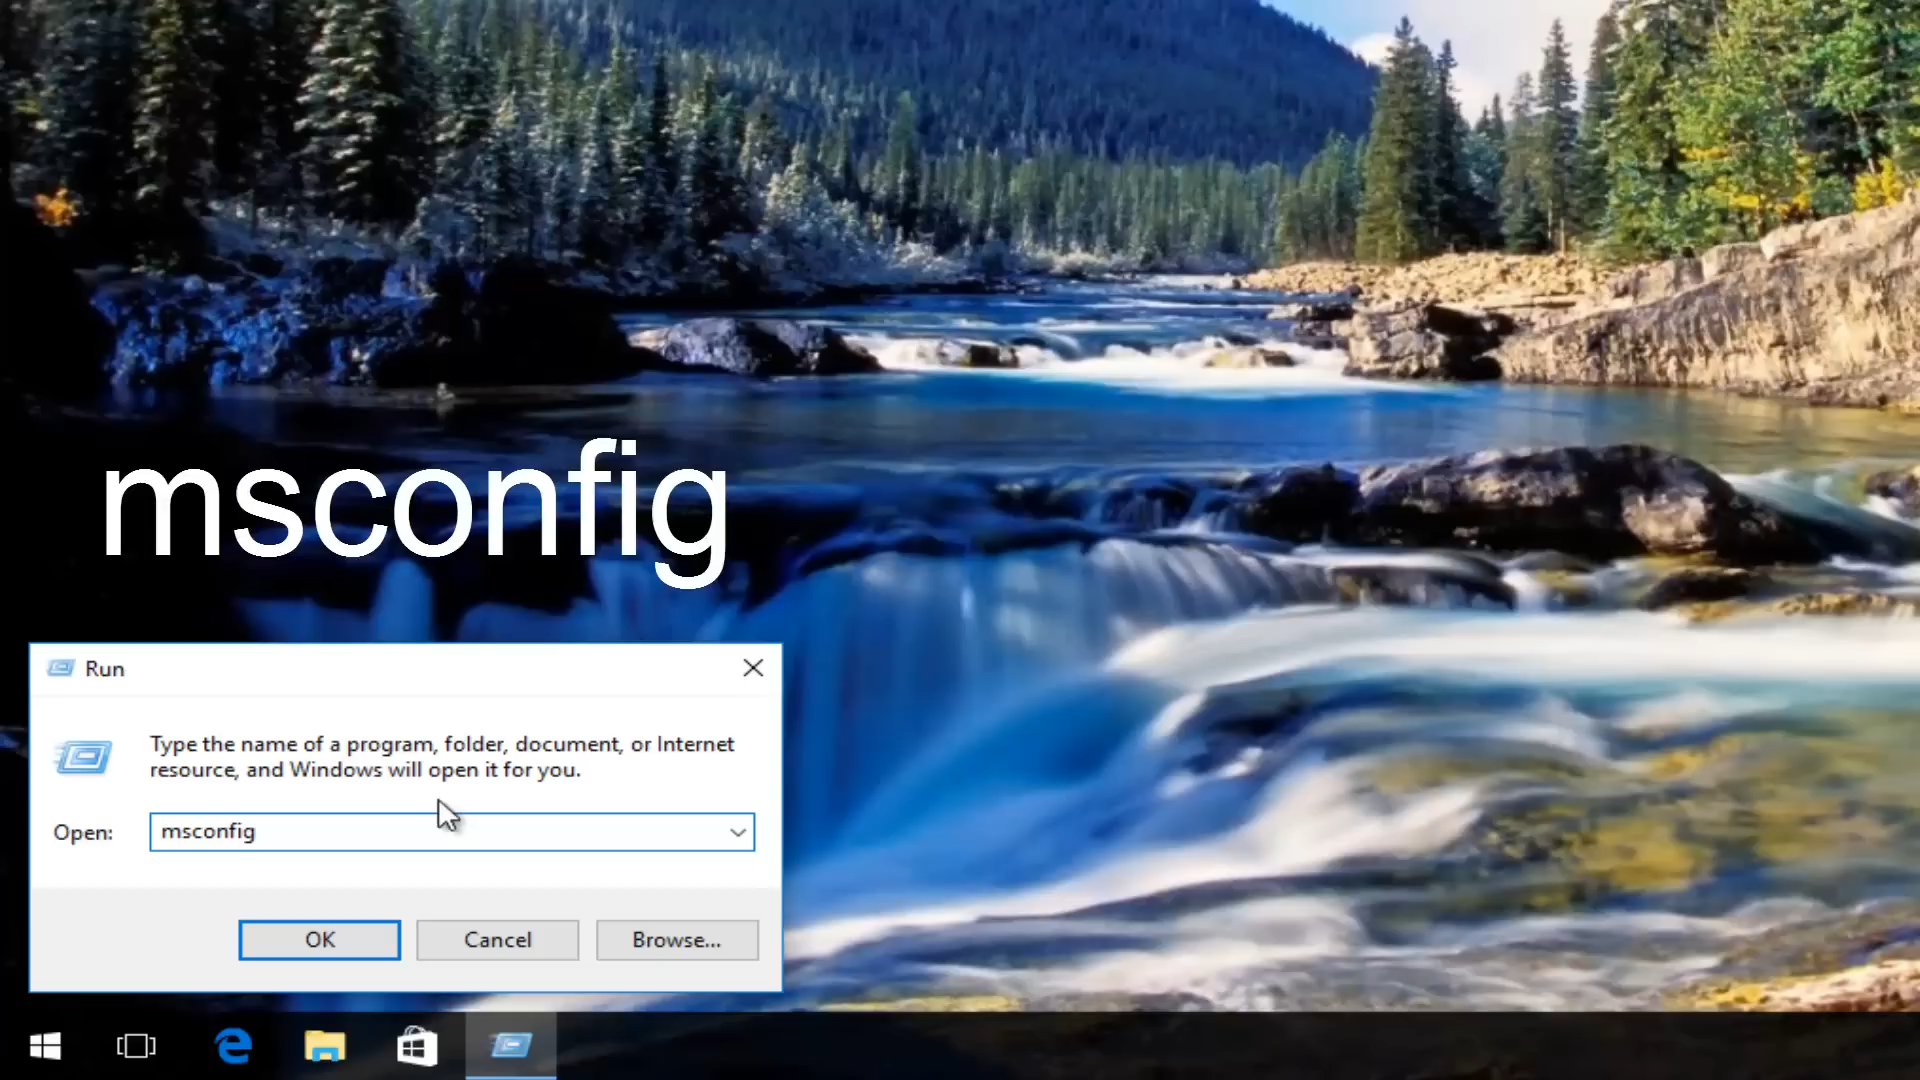 msconfig
Run
Type the name of a program, folder, document, or Internet
resource, and Windows will open it for you.
Open:
msconfig
OK
Cancel
Browse...